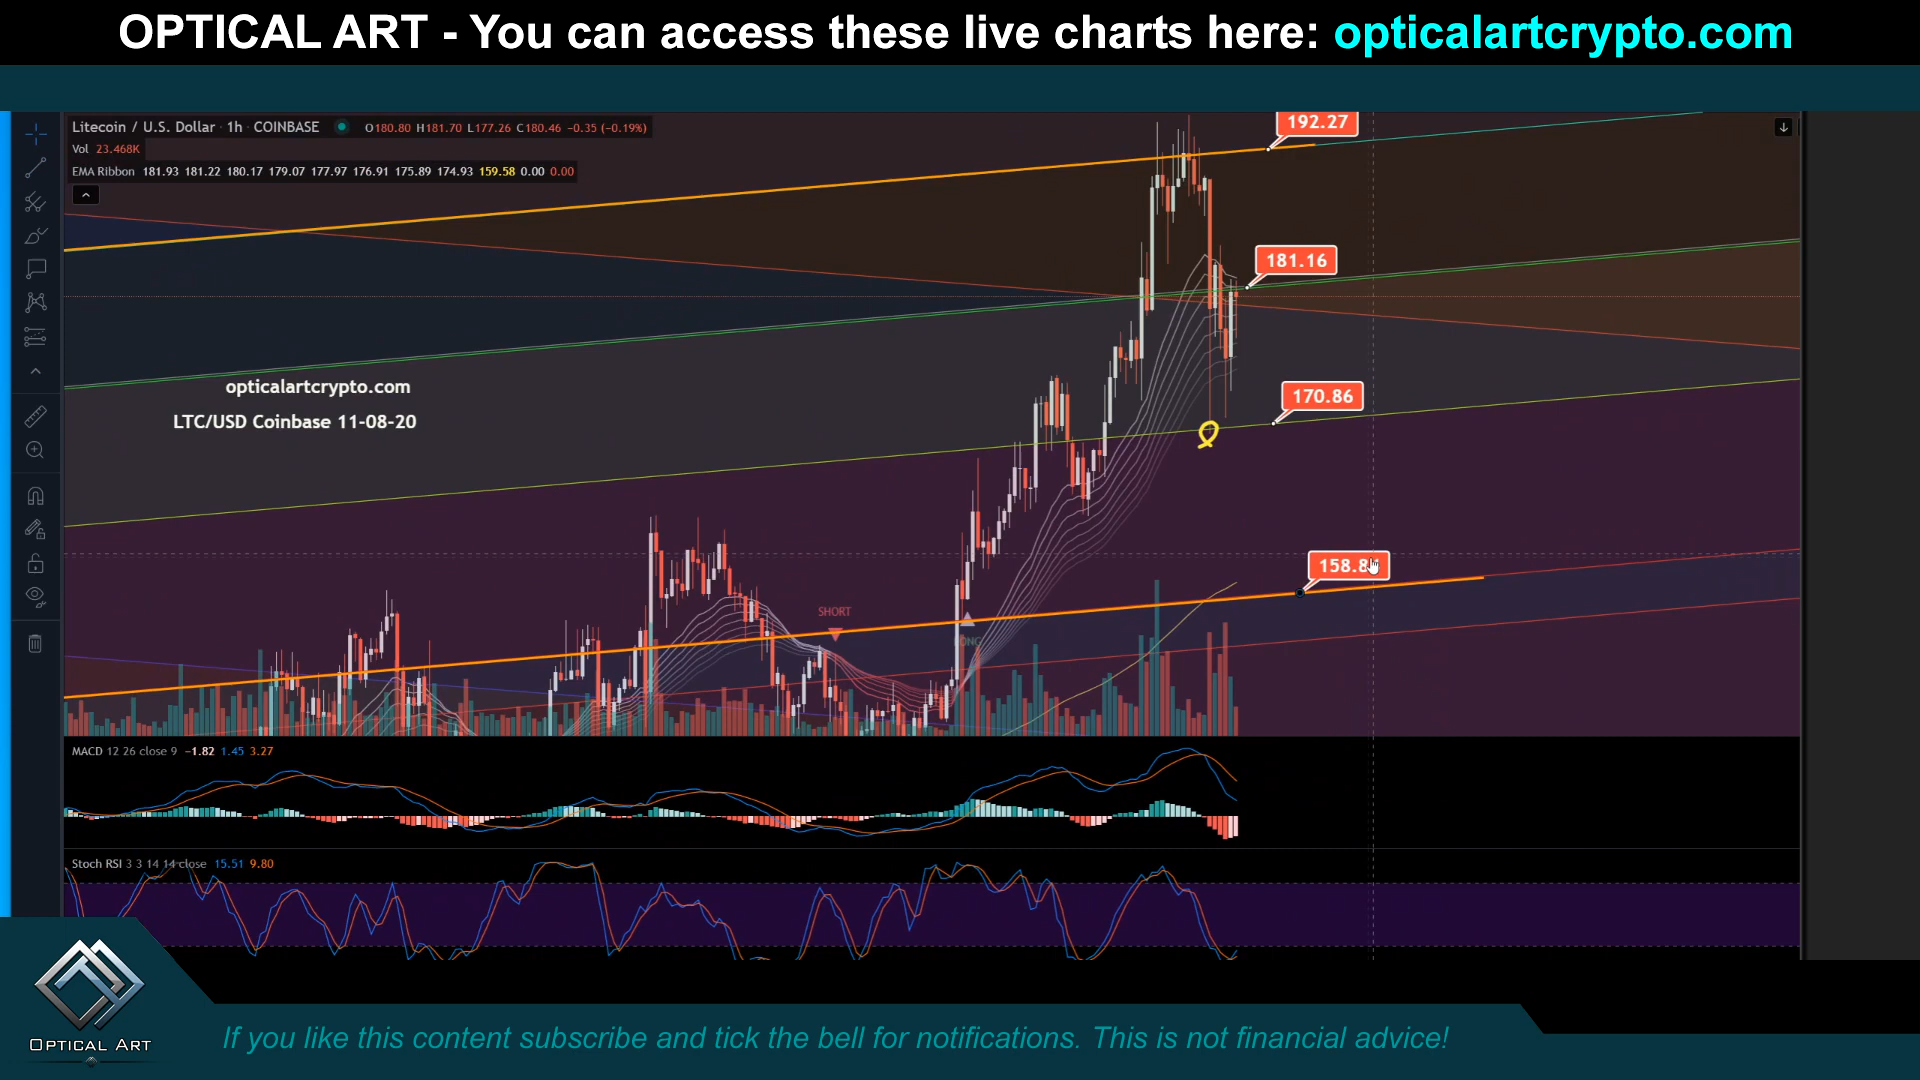 OPTICAL ART - You can access these live charts here: opticalartcrypto.com
Litecoin / U.S. Dollar · 1h · COINBASE O180.80 H181.70 L177.26 C180.46 −0.35 (−0.19%)
Vol 23.468K
EMA Ribbon 181.93 181.22 180.17 179.07 177.97 176.91 175.89 174.93 159.58 0.00 0.00
192.27
181.16
opticalartcrypto.com
170.86
LTC/USD Coinbase 11-08-20
SHORT
MACD 12 26 close 9 −1.82 1.45 3.27
Stoch RSI 3 3 14 14 close 15.51 9.80
OPTICAL ART
If you like this content subscribe and tick the bell for notifications. This is not financial advice!